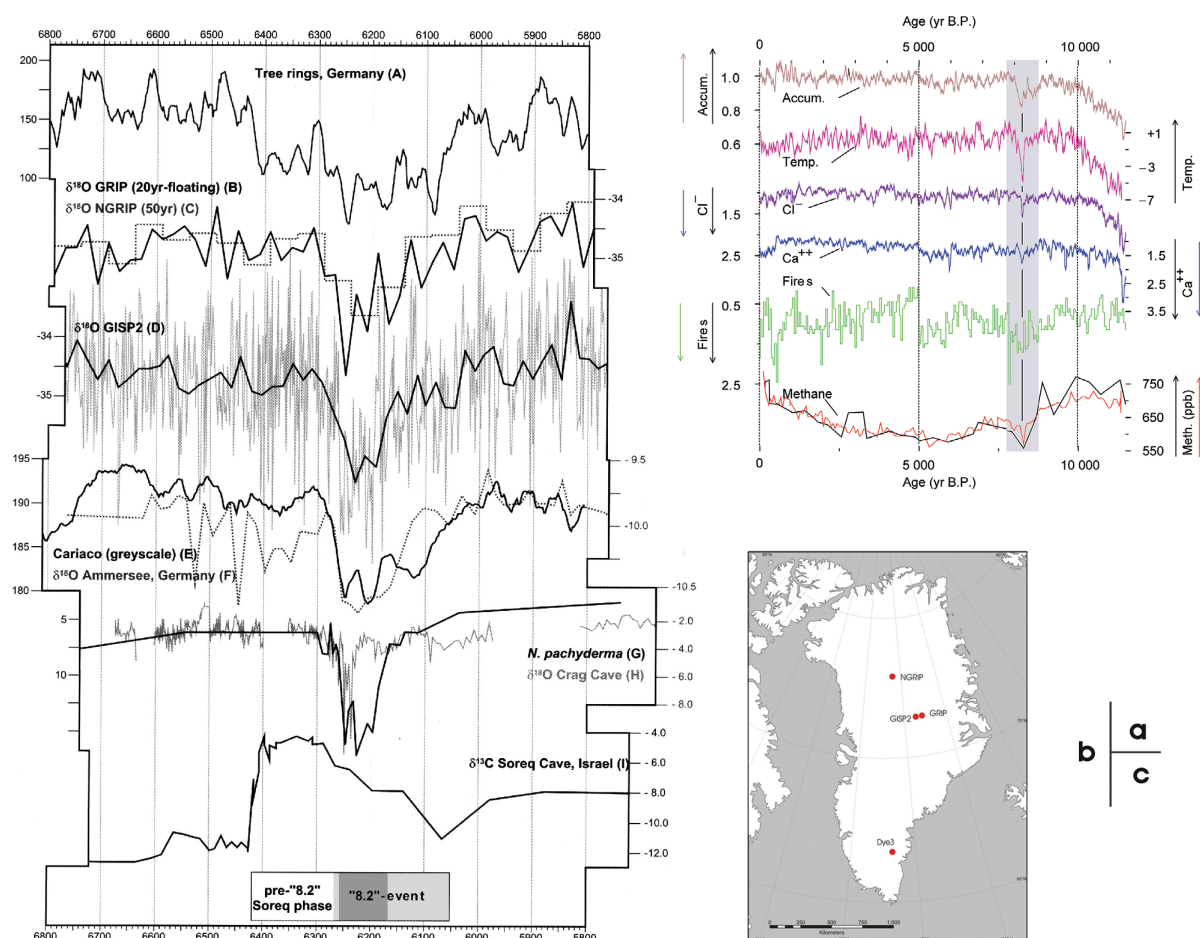 6800 6700 6600 6500 6400 6300 6200 6100 6000 5900 5800
200
150
100
Tree rings, Germany (A)
δ18O GRIP (20yr-floating) (B)
δ18O NGRIP (50yr) (C)
-34
-35
δ18O GISP2 (D)
-34
-35
195
190
185
180
-9.5
-10.0
-10.5
Cariaco (greyscale) (E)
δ18O Ammersee, Germany (F)
5
10
-2.0
-4.0
-6.0
-8.0
N. pachyderma (G)
δ18O Crag Cave (H)
-4.0
-6.0
-8.0
-10.0
-12.0
δ13C Soreq Cave, Israel (I)
pre-"8.2"
Soreq phase
"8.2"-event
6700 6600 6500 6400 6300 6200 6100 6000 5900 5800
Age (yr B.P.)
0 5 000 10 000
Accum.
1.0
0.8
0.6
Accum.
Temp.
+1
−3
−7
Temp.
Cl−
1.5
Cl−
2.5
Ca++
1.5
2.5
3.5
Ca++
Fires
0.5
2.5
Fires
Methane
750
650
550
Meth. (ppb)
0 5 000 10 000
Age (yr B.P.)
NGRIP
GISP2
GRIP
Dye3
0 250 500 750 1,000
Kilometers
b
a
c